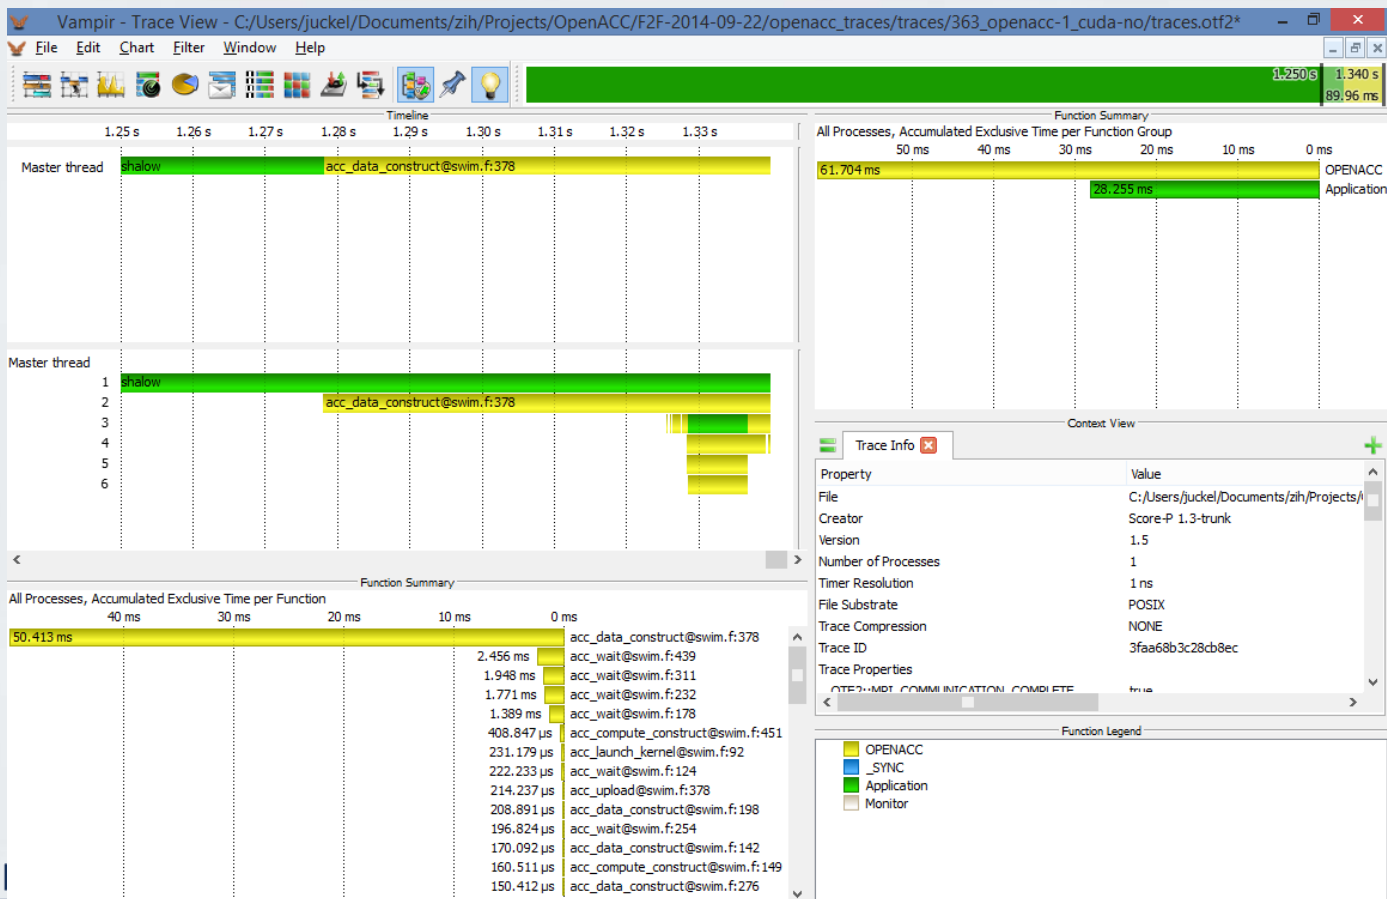 Vampir - Trace View - C:/Users/juckel/Documents/zih/Projects/OpenACC/F2F-2014-09-22/openacc_traces/traces/363_openacc-1_cuda-no/traces.otf2*
File Edit Chart Filter Window Help
1.250 s 1.340 s
89.96 ms
Timeline
1.25 s 1.26 s 1.27 s 1.28 s 1.29 s 1.30 s 1.31 s 1.32 s 1.33 s
Master thread shalow acc_data_construct@swim.f:378
Master thread
1 shalow
2 acc_data_construct@swim.f:378
3
4
5
6
Function Summary
All Processes, Accumulated Exclusive Time per Function
40 ms 30 ms 20 ms 10 ms 0 ms
50.413 ms acc_data_construct@swim.f:378
2.456 ms acc_wait@swim.f:439
1.948 ms acc_wait@swim.f:311
1.771 ms acc_wait@swim.f:232
1.389 ms acc_wait@swim.f:178
408.847 µs acc_compute_construct@swim.f:451
231.179 µs acc_launch_kernel@swim.f:92
222.233 µs acc_wait@swim.f:124
214.237 µs acc_upload@swim.f:378
208.891 µs acc_data_construct@swim.f:198
196.824 µs acc_wait@swim.f:254
170.092 µs acc_data_construct@swim.f:142
160.511 µs acc_compute_construct@swim.f:149
150.412 µs acc_data_construct@swim.f:276
Function Summary
All Processes, Accumulated Exclusive Time per Function Group
50 ms 40 ms 30 ms 20 ms 10 ms 0 ms
61.704 ms OPENACC
28.255 ms Application
Context View
Trace Info
Property Value
File C:/Users/juckel/Documents/zih/Projects/
Creator Score-P 1.3-trunk
Version 1.5
Number of Processes 1
Timer Resolution 1 ns
File Substrate POSIX
Trace Compression NONE
Trace ID 3faa68b3c28cb8ec
Trace Properties
OTF2::MPI_COMMUNICATION_COMPLETE true
Function Legend
OPENACC
_SYNC
Application
Monitor